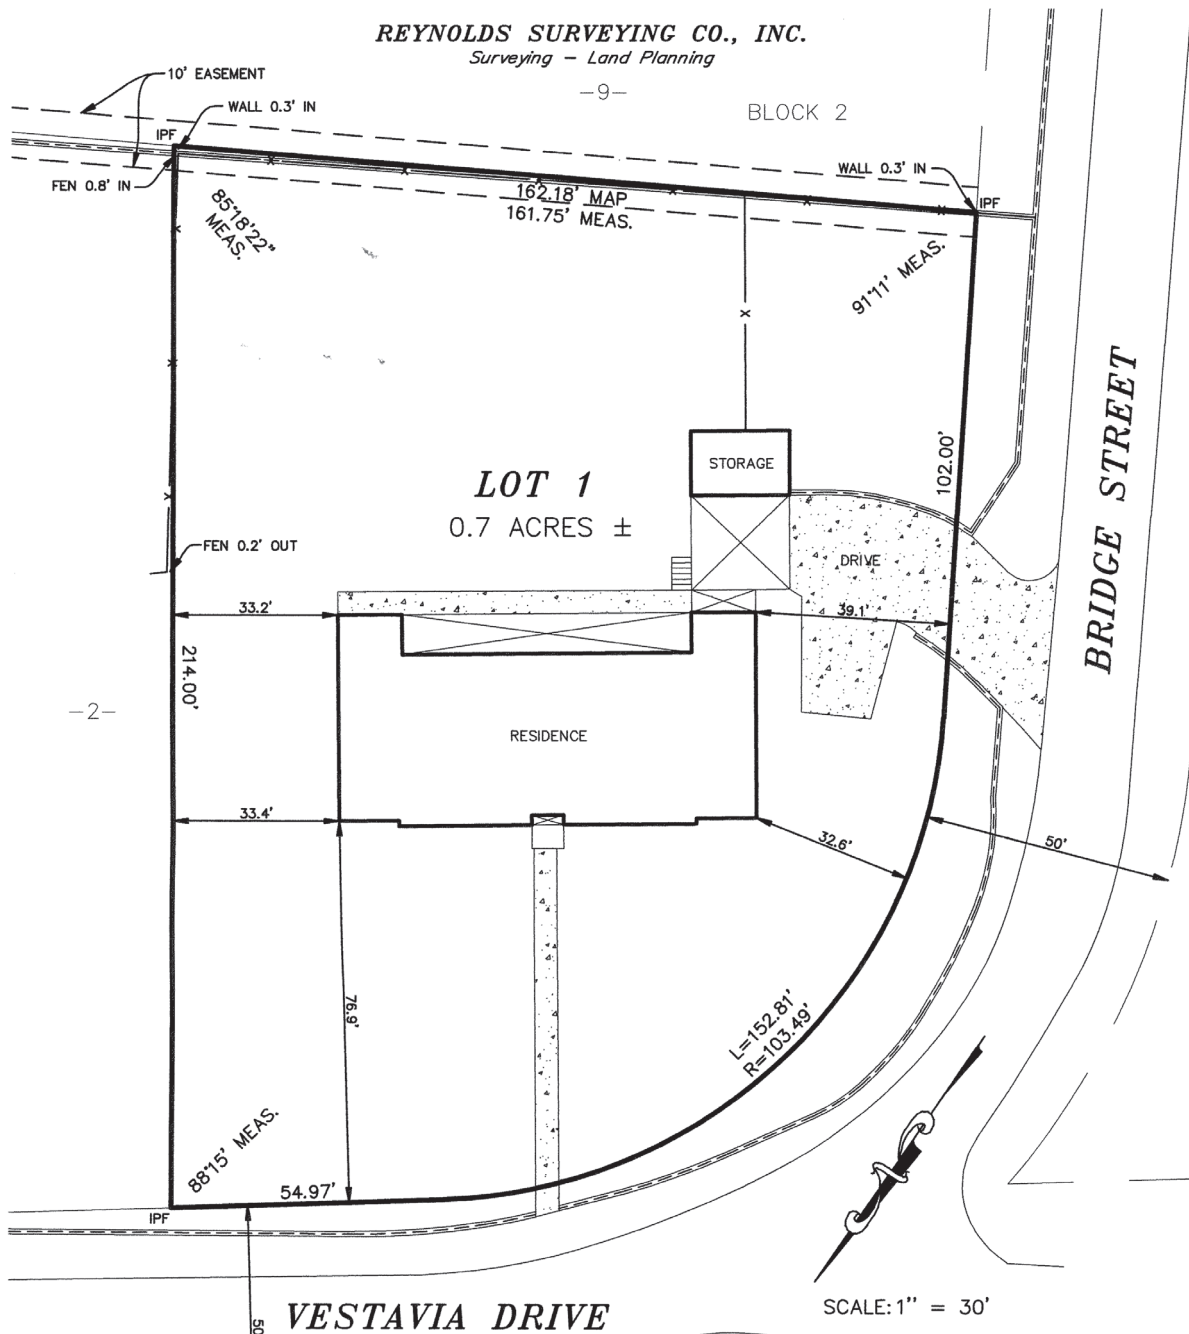 REYNOLDS SURVEYING CO., INC.
Surveying – Land Planning
10' EASEMENT
-9-
BLOCK 2
WALL 0.3' IN
IPF
FEN 0.8' IN
WALL 0.3' IN
IPF
162.18' MAP
161.75' MEAS.
85°18'22"
MEAS.
91°11' MEAS.
102.00'
BRIDGE STREET
STORAGE
LOT 1
0.7 ACRES ±
FEN 0.2' OUT
DRIVE
33.2'
39.1'
214.00'
-2-
RESIDENCE
33.4'
32.6'
50'
76.9'
L=152.81'
R=103.49'
88°15' MEAS.
54.97'
IPF
50
VESTAVIA DRIVE
SCALE: 1" = 30'